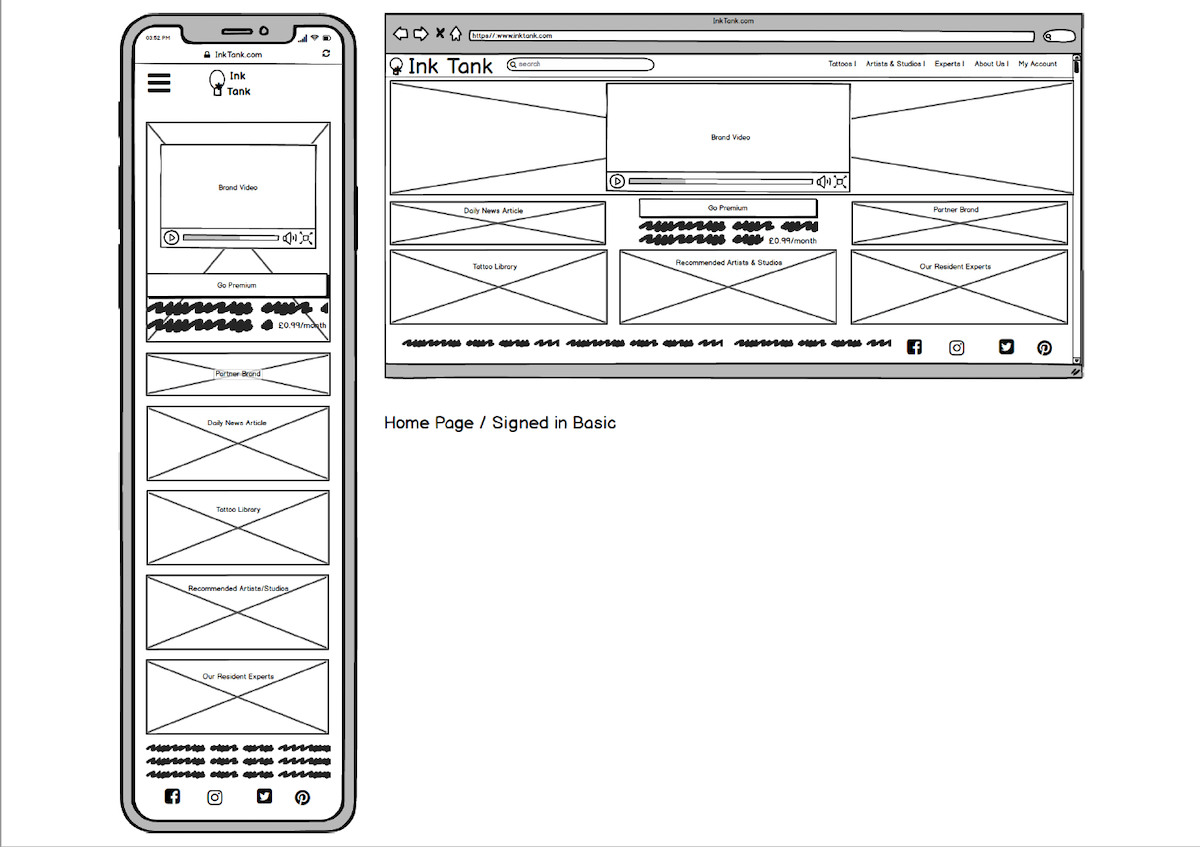 03:52 PM
InkTank.com
Ink
Tank
Brand Video
Go Premium
£0.99/month
Partner Brand
Daily News Article
Tattoo Library
Recommended Artists/Studios
Our Resident Experts
InkTank.com
https//.www.inktank.com
Ink Tank
search
Tattoos | Artists & Studios | Experts | About Us | My Account
Brand Video
Daily News Article
Go Premium
£0.99/month
Partner Brand
Tattoo Library
Recommended Artists & Studios
Our Resident Experts
Home Page / Signed in Basic